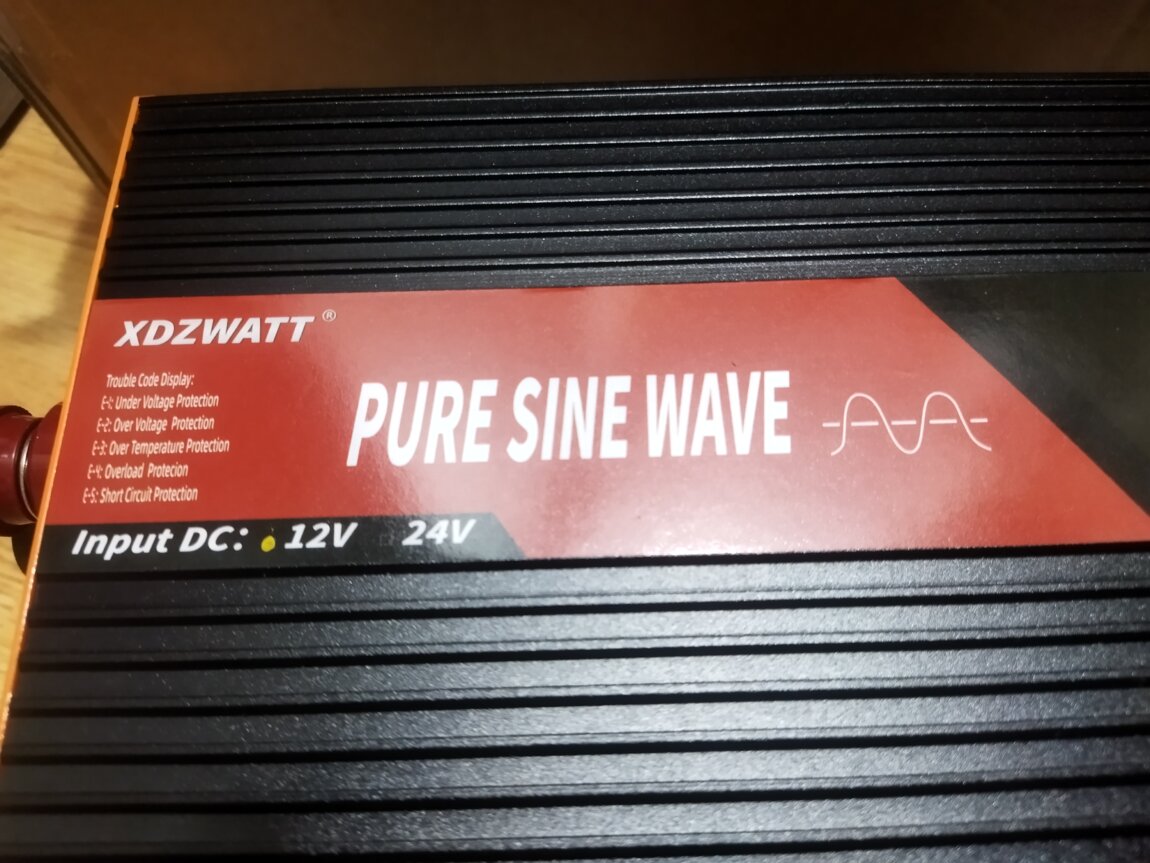 XDZWATT ®
Trouble Code Display:
E-1: Under Voltage Protection
E-2: Over Voltage Protection
E-3: Over Temperature Protection
E-4: Overload Protecion
E-5: Short Circuit Protection
PURE SINE WAVE
Input DC: 12V 24V